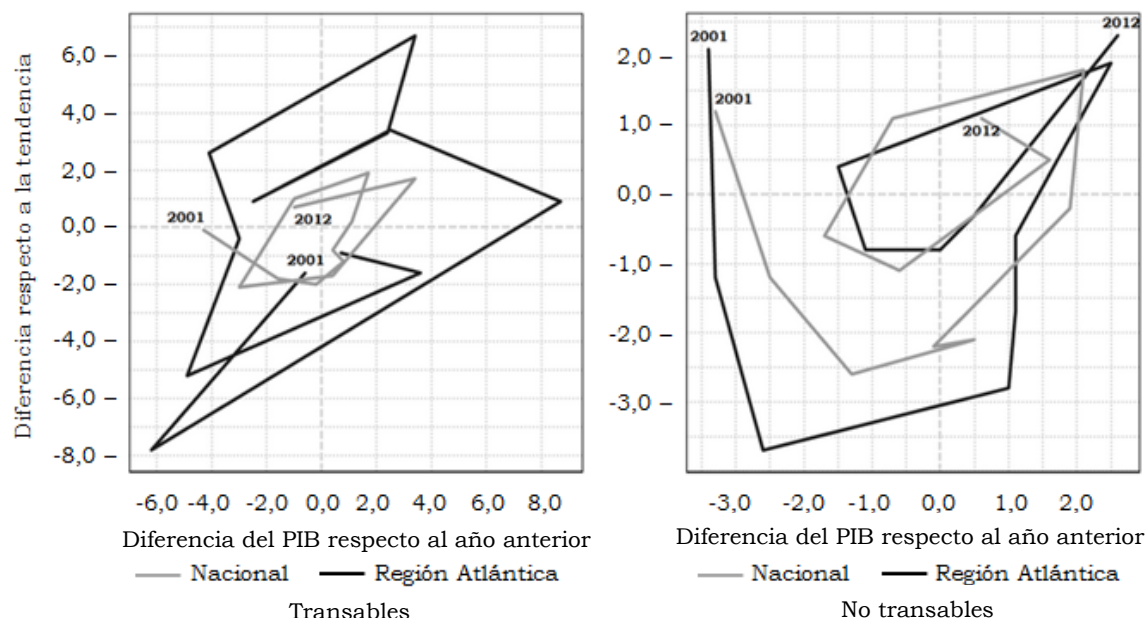 Diferencia respecto a la tendencia
6,0
4,0
2,0
0,0
-2,0
-4,0
-6,0
-8,0
2001
2012
2001
-6,0 -4,0 -2,0 0,0 2,0 4,0 6,0 8,0
Diferencia del PIB respecto al año anterior
Nacional Región Atlántica
Transables
2,0
1,0
0,0
-1,0
-2,0
-3,0
2001
2012
2001
2012
-3,0 -2,0 -1,0 0,0 1,0 2,0
Diferencia del PIB respecto al año anterior
Nacional Región Atlántica
No transables